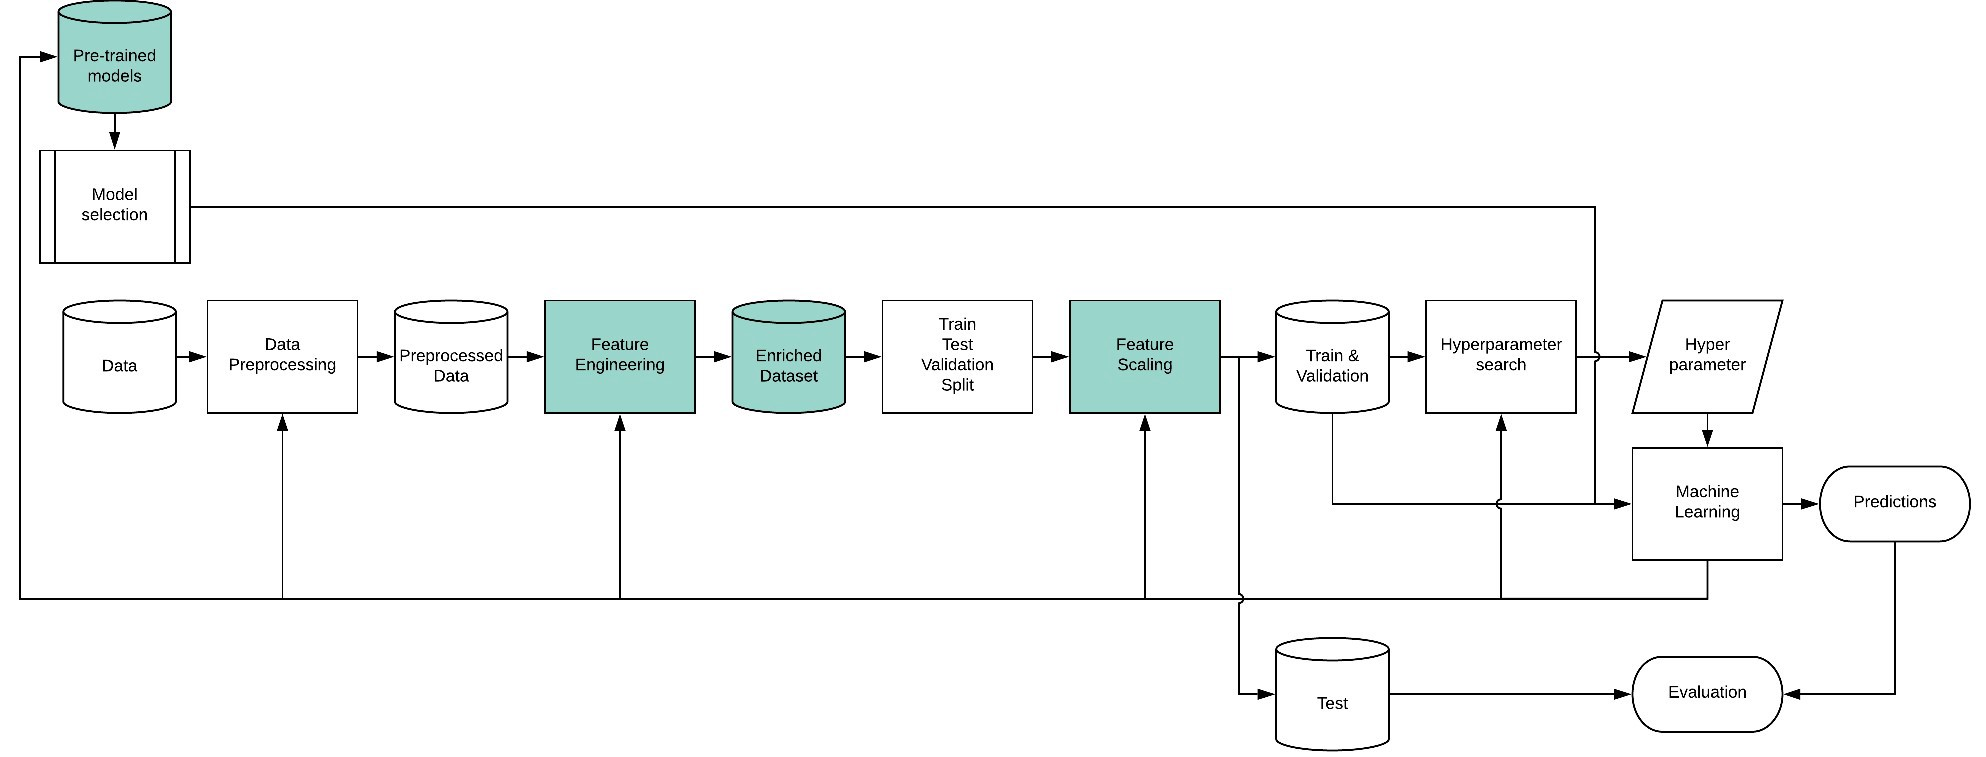 Pre-trained
models
Model
selection
Data
Data
Preprocessing
Preprocessed
Data
Feature
Engineering
Enriched
Dataset
Train
Test
Validation
Split
Feature
Scaling
Train &
Validation
Hyperparameter
search
Hyper
parameter
Machine
Learning
Predictions
Test
Evaluation